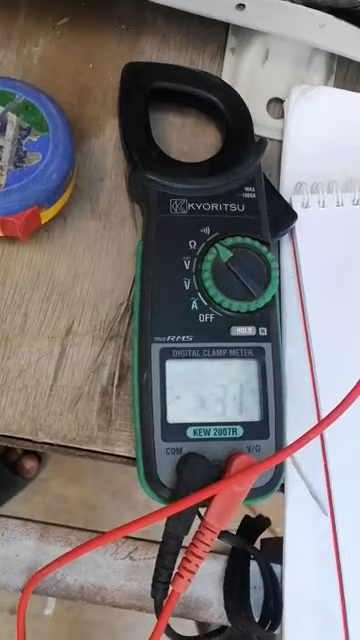 MAX
1000A
KYORITSU
Ω
V
V
A
OFF
TRUE RMS
HOLD
DIGITAL CLAMP METER
KEW 2007R
COM
V/Ω